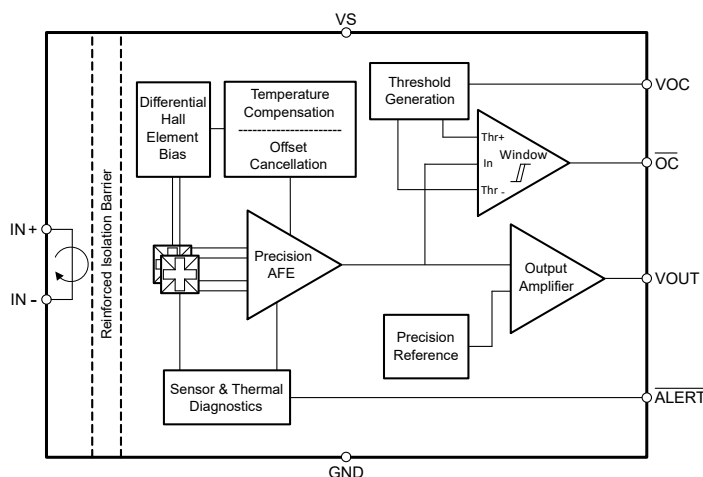 VS
Reinforced Isolation Barrier
IN+
IN-
Differential
Hall
Element
Bias
Temperature
Compensation
Offset
Cancellation
Threshold
Generation
VOC
Thr+
In
Thr -
Window
OC
Precision
AFE
Output
Amplifier
VOUT
Precision
Reference
Sensor & Thermal
Diagnostics
ALERT
GND